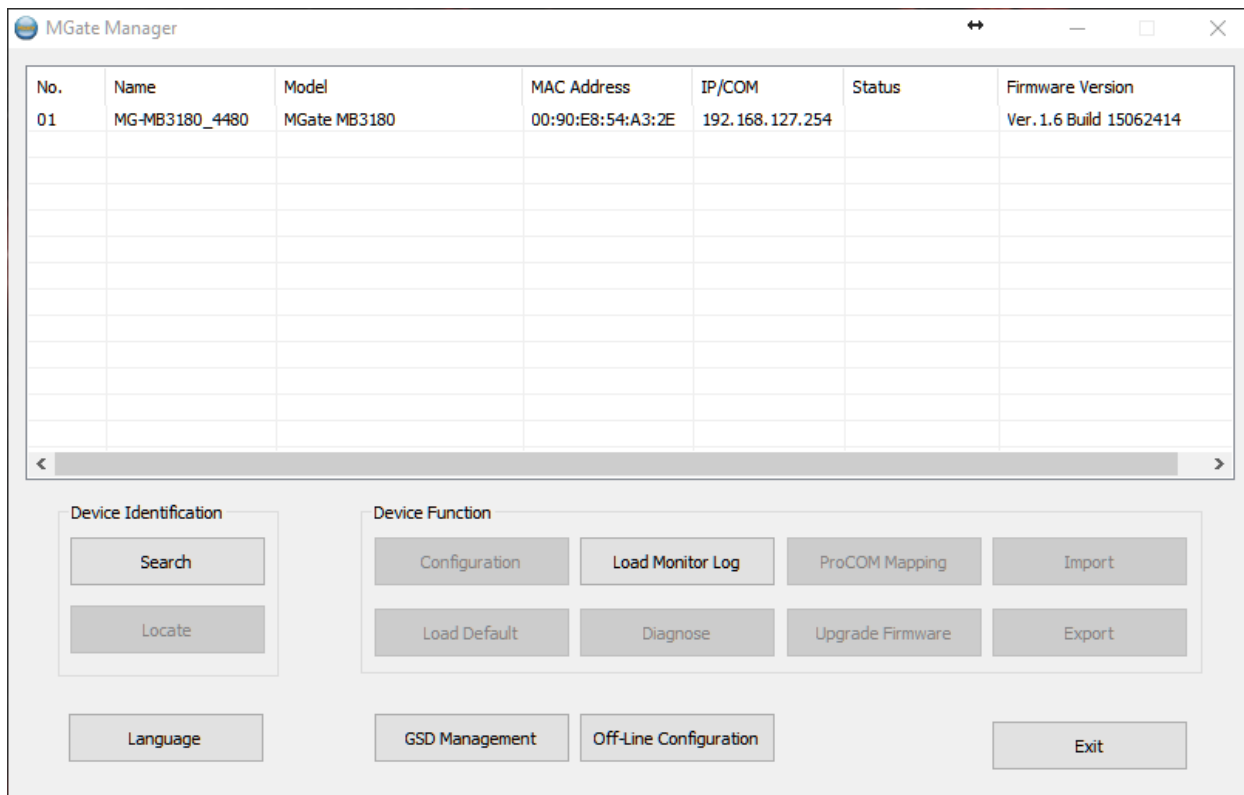 MGate Manager
No. Name Model MAC Address IP/COM Status Firmware Version
01 MG-MB3180_4480 MGate MB3180 00:90:E8:54:A3:2E 192.168.127.254 Ver.1.6 Build 15062414
Device Identification
Search
Locate
Device Function
Configuration Load Monitor Log ProCOM Mapping Import
Load Default Diagnose Upgrade Firmware Export
Language GSD Management Off-Line Configuration Exit